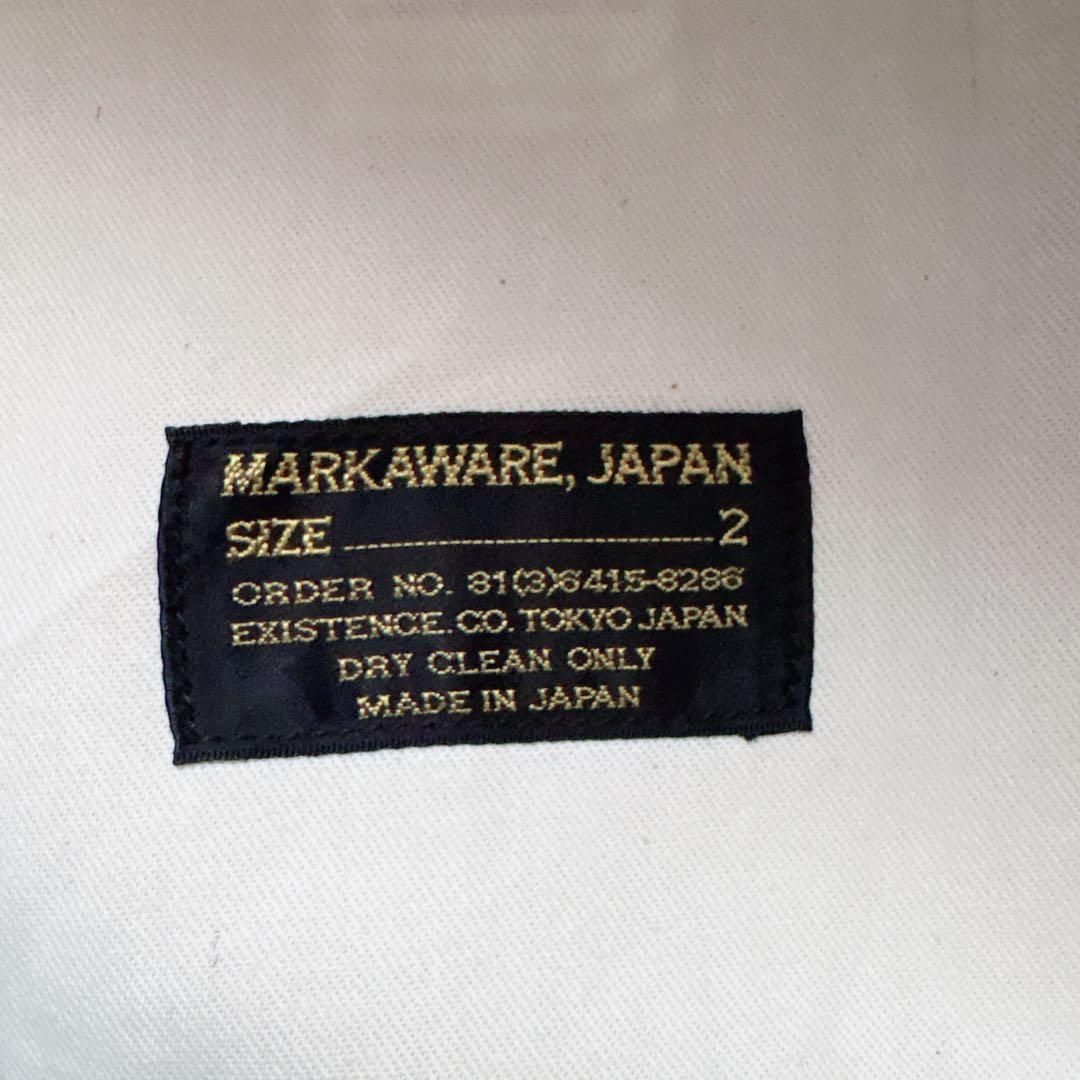 MARKAWARE, JAPAN
SIZE ------------------------------ 2
ORDER NO. 81(3)6415-8286
EXISTENCE. CO. TOKYO JAPAN
DRY CLEAN ONLY
MADE IN JAPAN